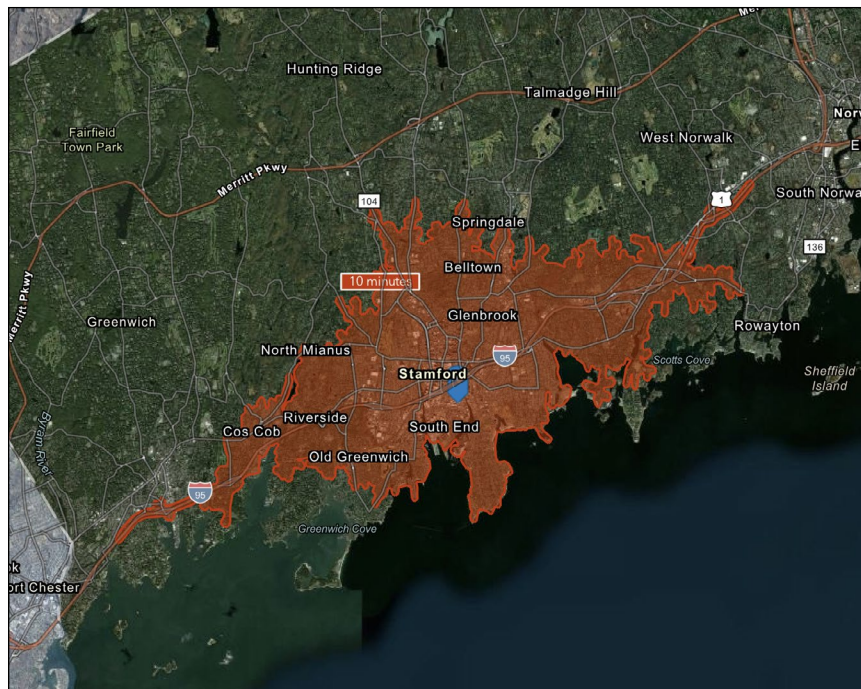 Hunting Ridge
Talmadge Hill
Fairfield
Town Park
West Norwalk
Merritt Pkwy
104
1
South Norwa
Springdale
136
Belltown
10 minutes
Merritt Pkwy
Greenwich
Glenbrook
Rowayton
North Mianus
95
Scotts Cove
Stamford
Sheffield
Island
Riverside
Cos Cob
South End
Byram River
Old Greenwich
95
Greenwich Cove
ort Chester